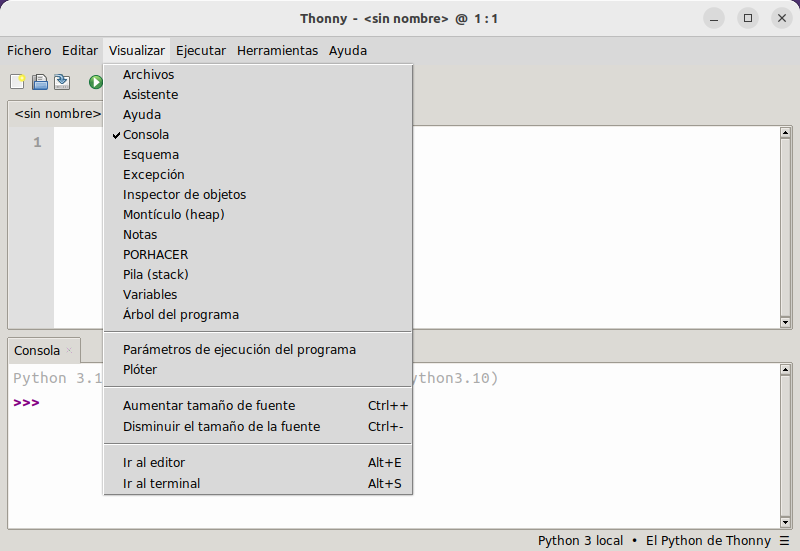 Thonny - <sin nombre> @ 1 : 1
Fichero Editar Visualizar Ejecutar Herramientas Ayuda
<sin nombre>
1
Archivos
Asistente
Ayuda
Consola
Esquema
Excepción
Inspector de objetos
Montículo (heap)
Notas
PORHACER
Pila (stack)
Variables
Árbol del programa
Parámetros de ejecución del programa
Plóter
Aumentar tamaño de fuente Ctrl++
Disminuir el tamaño de la fuente Ctrl+-
Ir al editor Alt+E
Ir al terminal Alt+S
Consola
Python 3.1 ython3.10)
>>>
Python 3 local • El Python de Thonny ☰